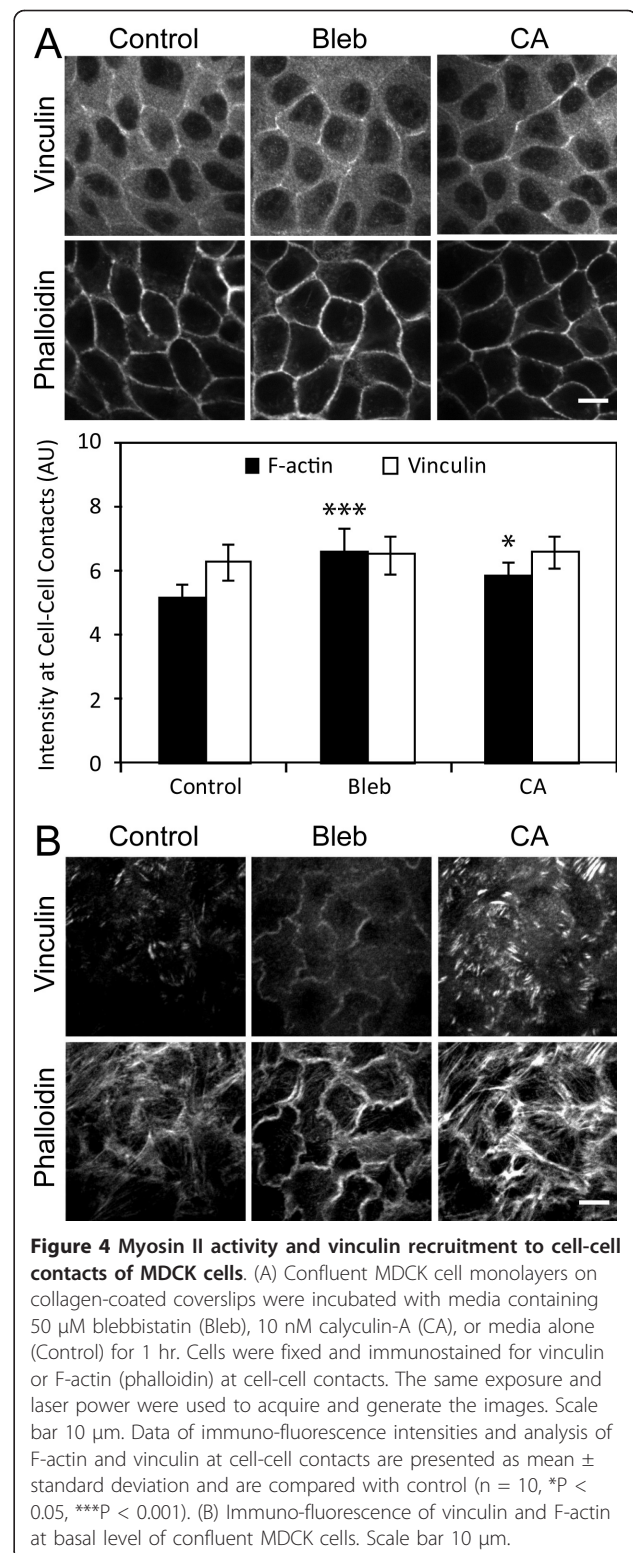 A
Control Bleb CA
Vinculin
Phalloidin
Intensity at Cell-Cell Contacts (AU)
10
8
6
4
2
0
F-actin Vinculin
***
*
Control Bleb CA
B
Control Bleb CA
Vinculin
Phalloidin
Figure 4 Myosin II activity and vinculin recruitment to cell-cell
contacts of MDCK cells. (A) Confluent MDCK cell monolayers on
collagen-coated coverslips were incubated with media containing
50 μM blebbistatin (Bleb), 10 nM calyculin-A (CA), or media alone
(Control) for 1 hr. Cells were fixed and immunostained for vinculin
or F-actin (phalloidin) at cell-cell contacts. The same exposure and
laser power were used to acquire and generate the images. Scale
bar 10 μm. Data of immuno-fluorescence intensities and analysis of
F-actin and vinculin at cell-cell contacts are presented as mean ±
standard deviation and are compared with control (n = 10, *P <
0.05, ***P < 0.001). (B) Immuno-fluorescence of vinculin and F-actin
at basal level of confluent MDCK cells. Scale bar 10 μm.